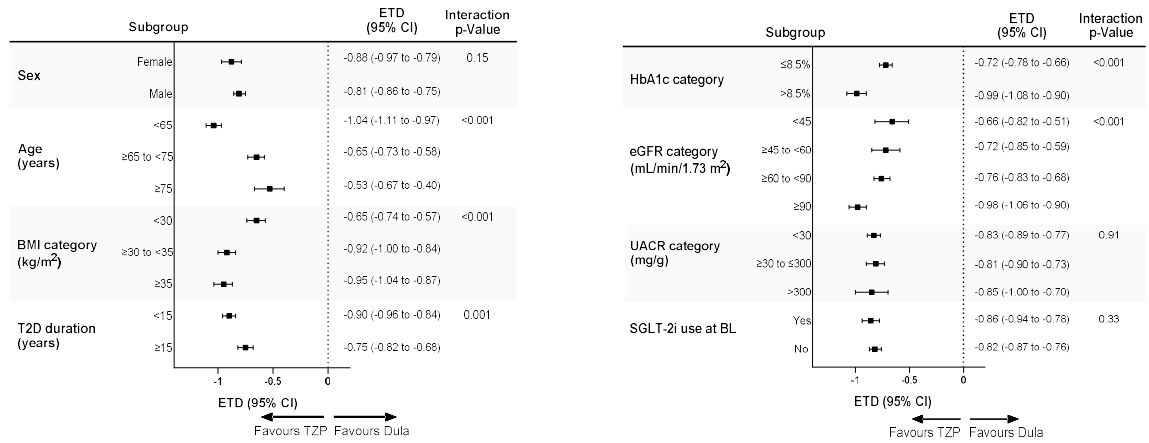 Subgroup
ETD
(95% CI)
Interaction
p-Value
Sex
Female
-0.88 (-0.97 to -0.79)
0.15
Male
-0.81 (-0.86 to -0.75)
Age
(years)
<65
-1.04 (-1.11 to -0.97)
<0.001
≥65 to <75
-0.65 (-0.73 to -0.58)
≥75
-0.53 (-0.67 to -0.40)
BMI category
(kg/m²)
<30
-0.65 (-0.74 to -0.57)
<0.001
≥30 to <35
-0.92 (-1.00 to -0.84)
≥35
-0.95 (-1.04 to -0.87)
T2D duration
(years)
<15
-0.90 (-0.96 to -0.84)
0.001
≥15
-0.75 (-0.82 to -0.68)
-1
-0.5
0
ETD (95% CI)
Favours TZP
Favours Dula
Subgroup
ETD
(95% CI)
Interaction
p-Value
HbA1c category
≤8.5%
-0.72 (-0.78 to -0.66)
<0.001
>8.5%
-0.99 (-1.08 to -0.90)
eGFR category
(mL/min/1.73 m²)
<45
-0.66 (-0.82 to -0.51)
<0.001
≥45 to <60
-0.72 (-0.85 to -0.59)
≥60 to <90
-0.76 (-0.83 to -0.68)
≥90
-0.98 (-1.06 to -0.90)
UACR category
(mg/g)
<30
-0.83 (-0.89 to -0.77)
0.91
≥30 to ≤300
-0.81 (-0.90 to -0.73)
>300
-0.85 (-1.00 to -0.70)
SGLT-2i use at BL
Yes
-0.86 (-0.94 to -0.78)
0.33
No
-0.82 (-0.87 to -0.76)
-1
-0.5
0
ETD (95% CI)
Favours TZP
Favours Dula